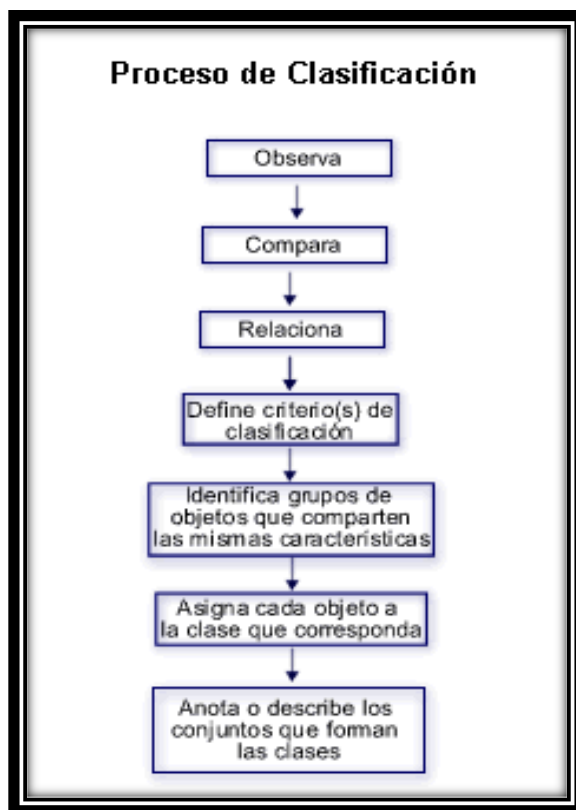 Proceso de Clasificación
Observa
Compara
Relaciona
Define criterio(s) de
clasificación
Identifica grupos de
objetos que comparten
las mismas características
Asigna cada objeto a
la clase que corresponda
Anota o describe los
conjuntos que forman
las clases